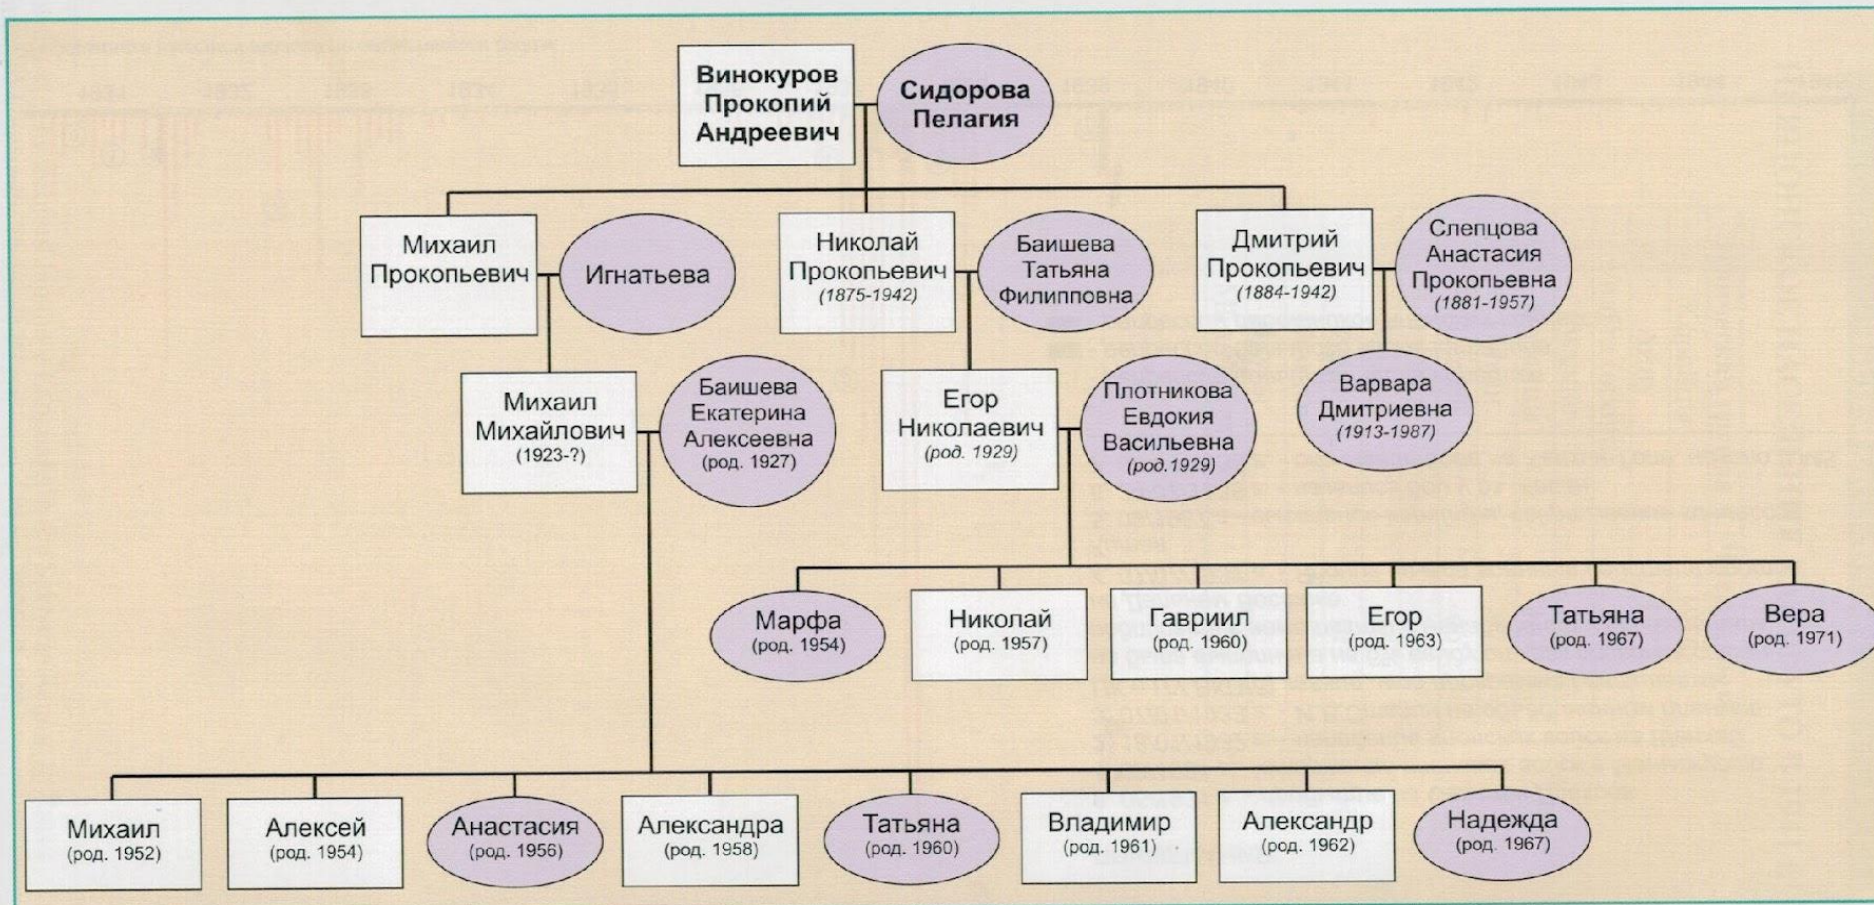 Винокуров
Прокопий
Андреевич
Сидорова
Пелагия
Михаил
Прокопьевич
Игнатьева
Николай
Прокопьевич
(1875-1942)
Баишева
Татьяна
Филипповна
Дмитрий
Прокопьевич
(1884-1942)
Слепцова
Анастасия
Прокопьевна
(1881-1957)
Михаил
Михайлович
(1923-?)
Баишева
Екатерина
Алексеевна
(род. 1927)
Егор
Николаевич
(род. 1929)
Плотникова
Евдокия
Васильевна
(род.1929)
Варвара
Дмитриевна
(1913-1987)
Марфа
(род. 1954)
Николай
(род. 1957)
Гавриил
(род. 1960)
Егор
(род. 1963)
Татьяна
(род. 1967)
Вера
(род. 1971)
Михаил
(род. 1952)
Алексей
(род. 1954)
Анастасия
(род. 1956)
Александра
(род. 1958)
Татьяна
(род. 1960)
Владимир
(род. 1961)
Александр
(род. 1962)
Надежда
(род. 1967)